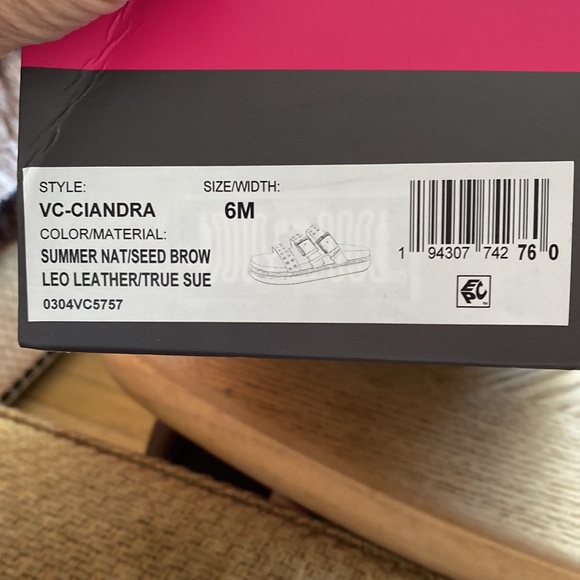 STYLE:
SIZE/WIDTH:
VC-CIANDRA
6M
COLOR/MATERIAL:
SUMMER NAT/SEED BROW
LEO LEATHER/TRUE SUE
0304VC5757
1 94307 742 76 0
EPC